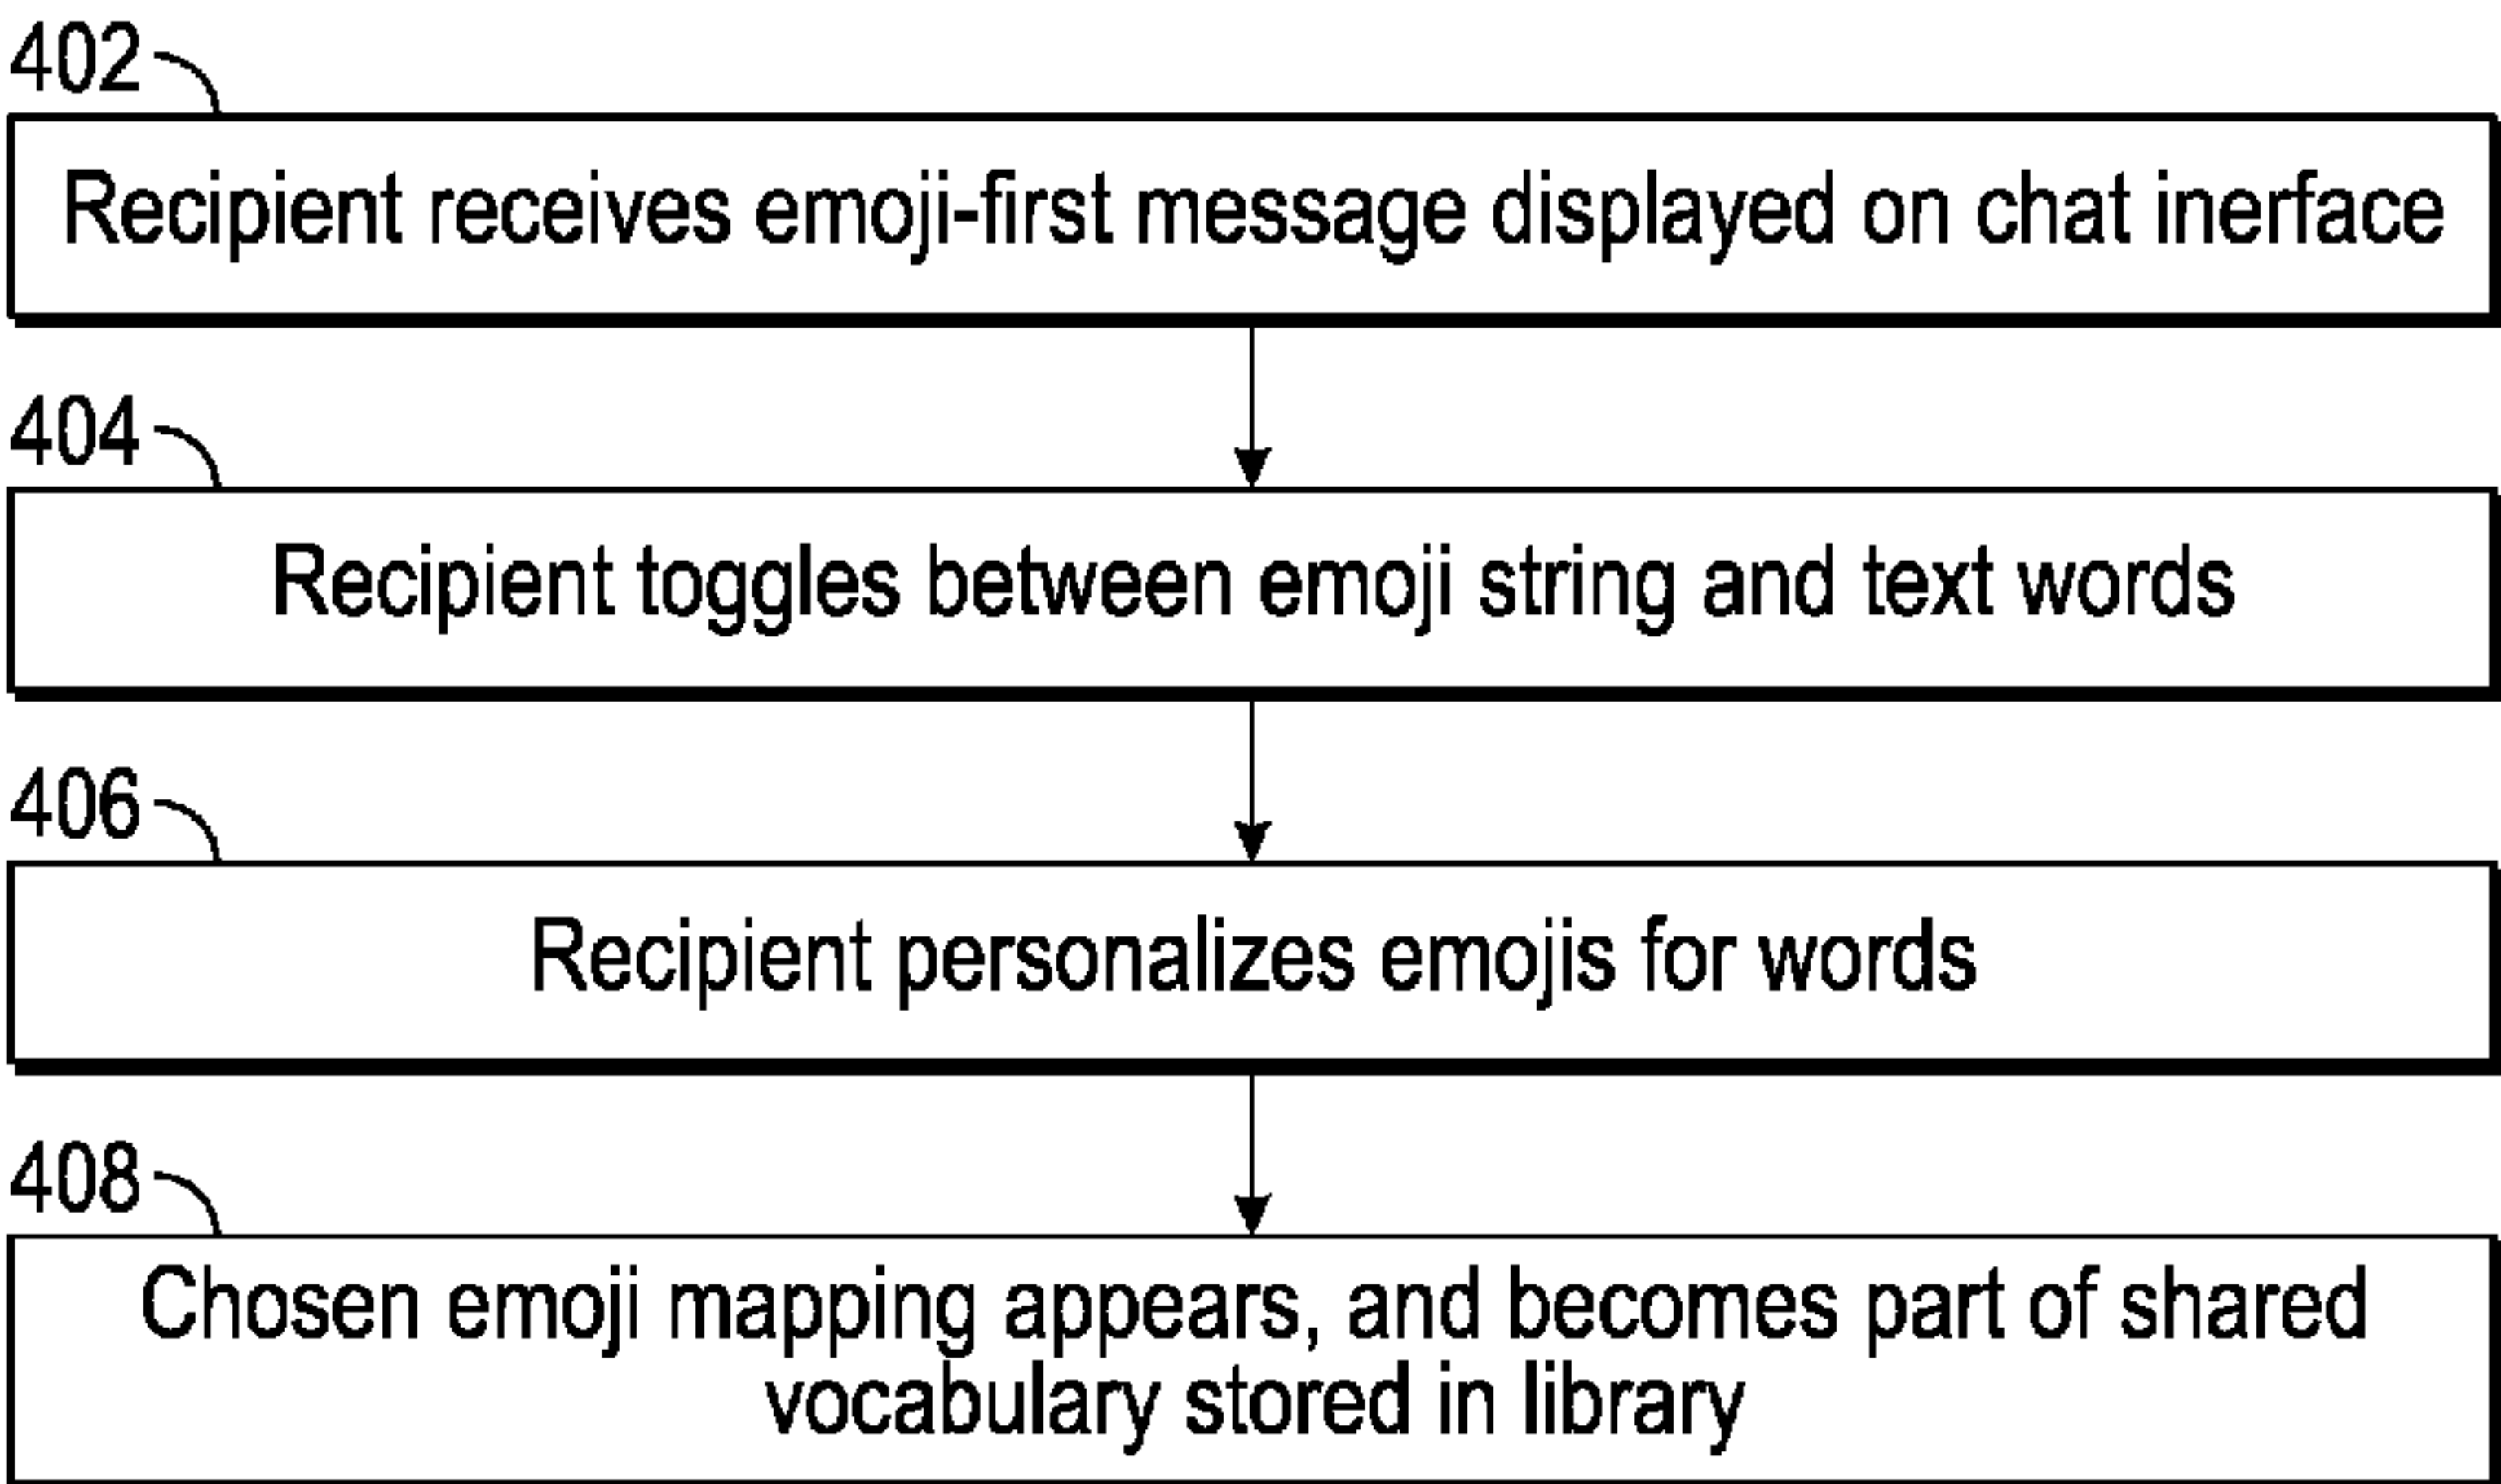 402
Recipient receives emoji-first message displayed on chat inerface
404
Recipient toggles between emoji string and text words
406
Recipient personalizes emojis for words
408
Chosen emoji mapping appears, and becomes part of shared
vocabulary stored in library